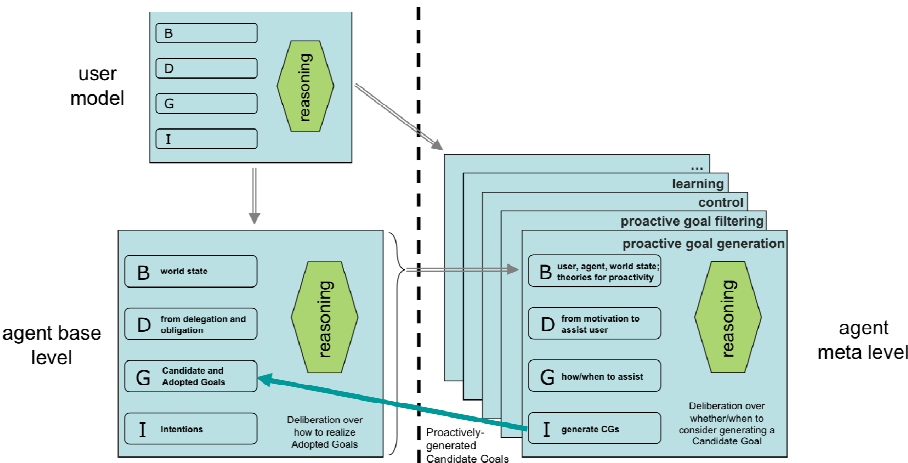 user
model
B
D
G
I
reasoning
agent base
level
B world state
D from delegation and
obligation
G Candidate and
Adopted Goals
I Intentions
reasoning
Deliberation over
how to realize
Adopted Goals
Proactively-
generated
Candidate Goals
...
learning
control
proactive goal filtering
proactive goal generation
B user, agent, world state;
theories for proactivity
D from motivation to
assist user
G how/when to assist
I generate CGs
reasoning
Deliberation over
whether/when to
consider generating a
Candidate Goal
agent
meta level